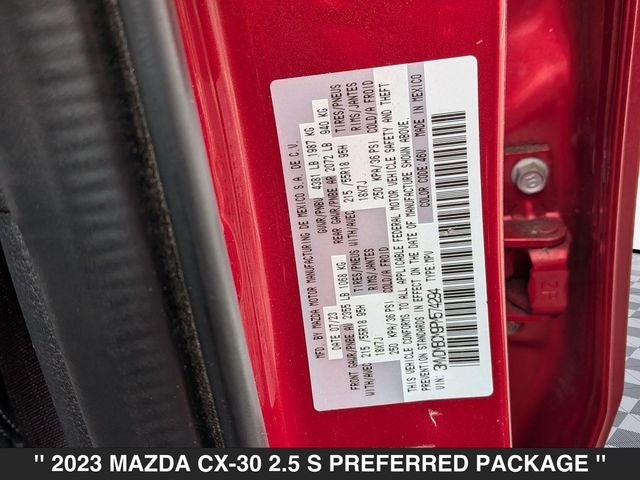 MFD. BY MAZDA MOTOR MANUFACTURING DE MEXICO S.A. DE C.V.
DATE 07/23 GVWR/PNBV 4381 LB 1987 KG
FRONT GAWR/PNBE AV 2355 LB 1068 KG REAR GAWR/PNBE AR 2072 LB 940 KG
WITH/AVEC 215/55R18 95H TIRES/PNEUS WITH/AVEC 215/55R18 95H TIRES/PNEUS
18X7J RIMS/JANTES 18X7J RIMS/JANTES
250 KPA/36 PSI COLD/A FROID 250 KPA/36 PSI COLD/A FROID
THIS VEHICLE CONFORMS TO ALL APPLICABLE FEDERAL MOTOR VEHICLE SAFETY AND THEFT
PREVENTION STANDARDS IN EFFECT ON THE DATE OF MANUFACTURE SHOWN ABOVE.
VIN: TYPE:MPV COLOR CODE:46V MADE IN MEXICO
ZF
" 2023 MAZDA CX-30 2.5 S PREFERRED PACKAGE "